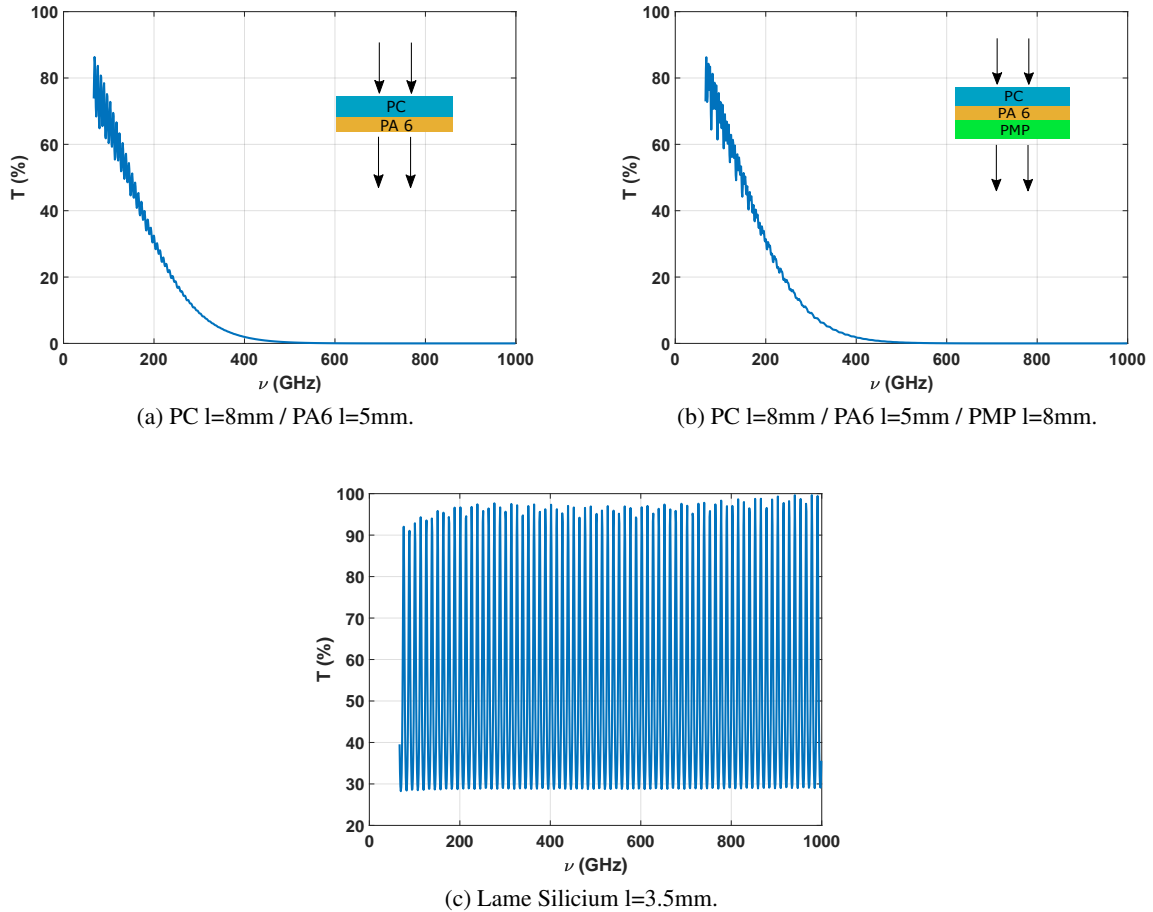 100
80
60
40
20
0
T (%)
0 200 400 600 800 1000
ν (GHz)
PC
PA 6
(a) PC l=8mm / PA6 l=5mm.
100
80
60
40
20
0
T (%)
0 200 400 600 800 1000
ν (GHz)
PC
PA 6
PMP
(b) PC l=8mm / PA6 l=5mm / PMP l=8mm.
100
90
80
70
60
50
40
30
20
T (%)
0 200 400 600 800 1000
ν (GHz)
(c) Lame Silicium l=3.5mm.